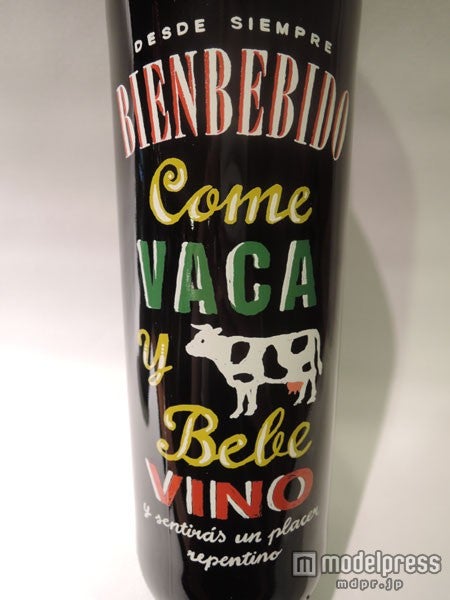 DESDE SIEMPRE
BIENBEBIDO
Come
VACA
y
Bebe
VINO
y sentirás un placer
repentino
modelpress
mdpr.jp